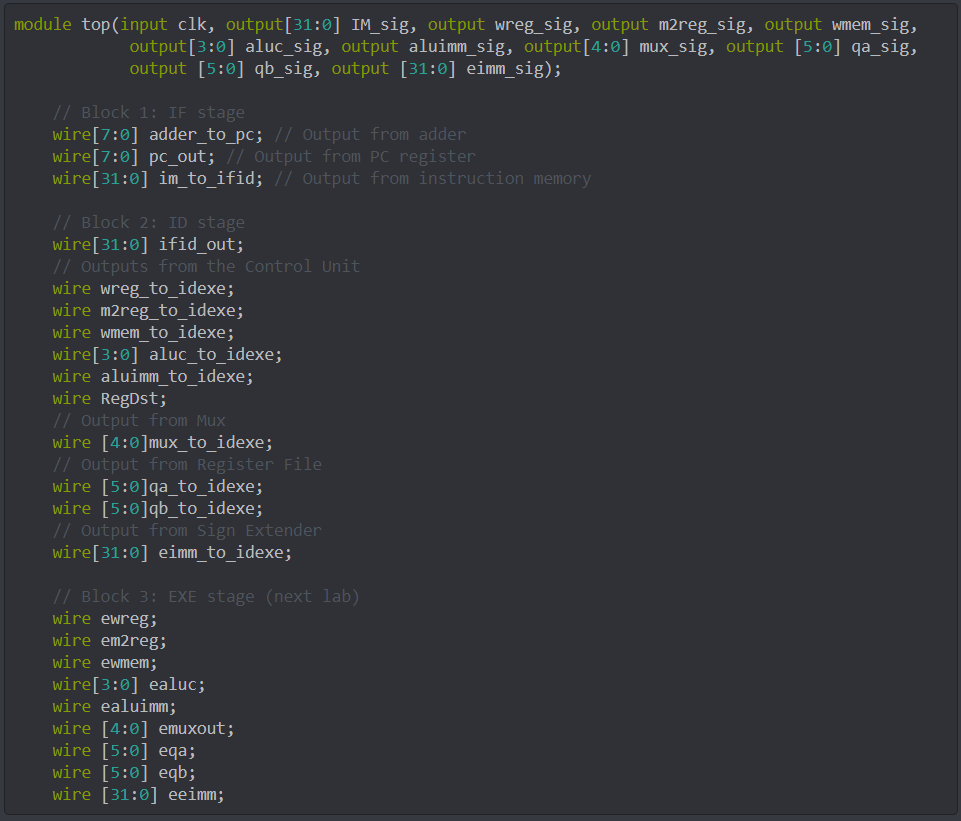 module top(input clk, output[31:0] IM_sig, output wreg_sig, output m2reg_sig, output wmem_sig,
output[3:0] aluc_sig, output aluimm_sig, output[4:0] mux_sig, output [5:0] qa_sig,
output [5:0] qb_sig, output [31:0] eimm_sig);
// Block 1: IF stage
wire[7:0] adder_to_pc; // Output from adder
wire[7:0] pc_out; // Output from PC register
wire[31:0] im_to_ifid; // Output from instruction memory
// Block 2: ID stage
wire[31:0] ifid_out;
// Outputs from the Control Unit
wire wreg_to_idexe;
wire m2reg_to_idexe;
wire wmem_to_idexe;
wire[3:0] aluc_to_idexe;
wire aluimm_to_idexe;
wire RegDst;
// Output from Mux
wire [4:0]mux_to_idexe;
// Output from Register File
wire [5:0]qa_to_idexe;
wire [5:0]qb_to_idexe;
// Output from Sign Extender
wire[31:0] eimm_to_idexe;
// Block 3: EXE stage (next lab)
wire ewreg;
wire em2reg;
wire ewmem;
wire[3:0] ealuc;
wire ealuimm;
wire [4:0] emuxout;
wire [5:0] eqa;
wire [5:0] eqb;
wire [31:0] eeimm;